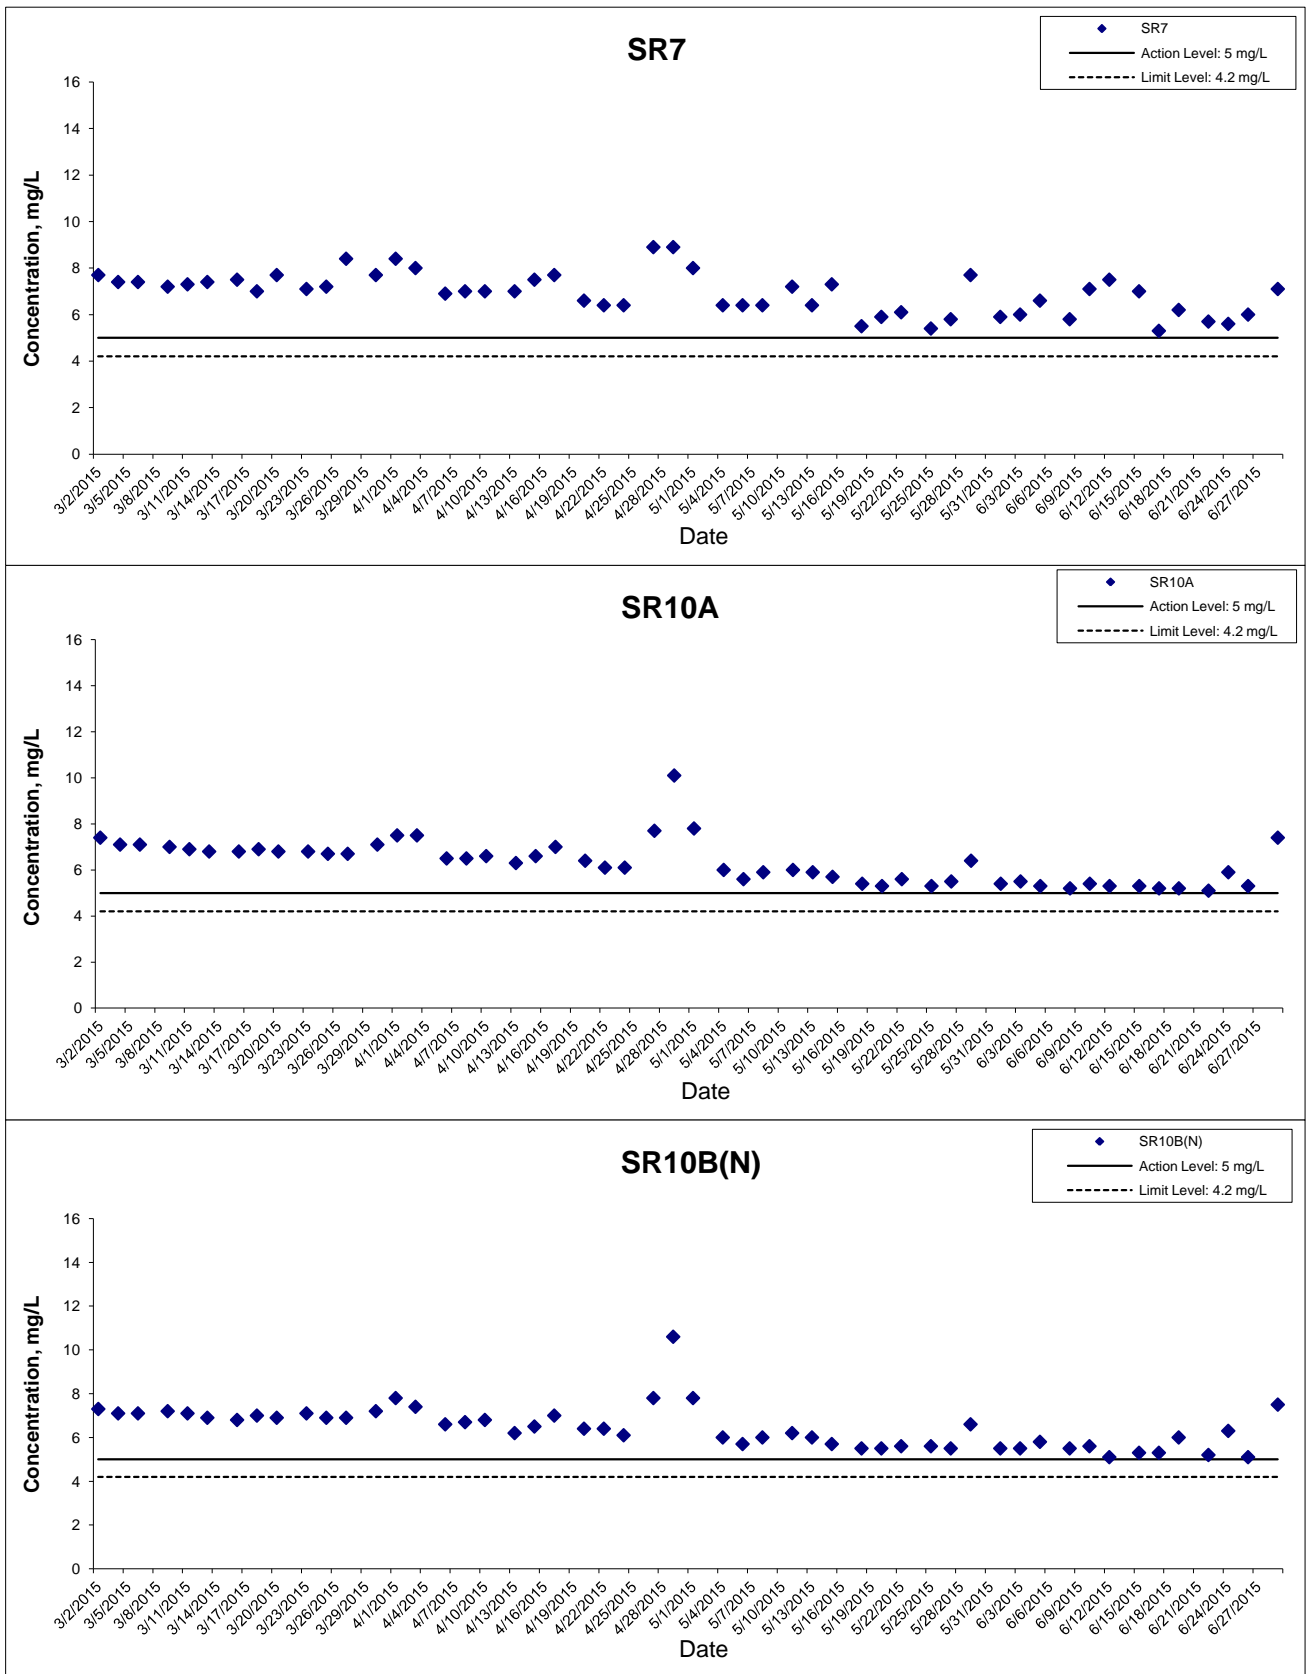 SR7
SR7
Action Level: 5 mg/L
Limit Level: 4.2 mg/L
16
14
12
10
8
6
4
2
0
Concentration, mg/L
3/2/2015 3/5/2015 3/8/2015 3/11/2015 3/14/2015 3/17/2015 3/20/2015 3/23/2015 3/26/2015 3/29/2015 4/1/2015 4/4/2015 4/7/2015 4/10/2015 4/13/2015 4/16/2015 4/19/2015 4/22/2015 4/25/2015 4/28/2015 5/1/2015 5/4/2015 5/7/2015 5/10/2015 5/13/2015 5/16/2015 5/19/2015 5/22/2015 5/25/2015 5/28/2015 5/31/2015 6/3/2015 6/6/2015 6/9/2015 6/12/2015 6/15/2015 6/18/2015 6/21/2015 6/24/2015 6/27/2015
Date
SR10A
SR10A
Action Level: 5 mg/L
Limit Level: 4.2 mg/L
16
14
12
10
8
6
4
2
0
Concentration, mg/L
3/2/2015 3/5/2015 3/8/2015 3/11/2015 3/14/2015 3/17/2015 3/20/2015 3/23/2015 3/26/2015 3/29/2015 4/1/2015 4/4/2015 4/7/2015 4/10/2015 4/13/2015 4/16/2015 4/19/2015 4/22/2015 4/25/2015 4/28/2015 5/1/2015 5/4/2015 5/7/2015 5/10/2015 5/13/2015 5/16/2015 5/19/2015 5/22/2015 5/25/2015 5/28/2015 5/31/2015 6/3/2015 6/6/2015 6/9/2015 6/12/2015 6/15/2015 6/18/2015 6/21/2015 6/24/2015 6/27/2015
Date
SR10B(N)
SR10B(N)
Action Level: 5 mg/L
Limit Level: 4.2 mg/L
16
14
12
10
8
6
4
2
0
Concentration, mg/L
3/2/2015 3/5/2015 3/8/2015 3/11/2015 3/14/2015 3/17/2015 3/20/2015 3/23/2015 3/26/2015 3/29/2015 4/1/2015 4/4/2015 4/7/2015 4/10/2015 4/13/2015 4/16/2015 4/19/2015 4/22/2015 4/25/2015 4/28/2015 5/1/2015 5/4/2015 5/7/2015 5/10/2015 5/13/2015 5/16/2015 5/19/2015 5/22/2015 5/25/2015 5/28/2015 5/31/2015 6/3/2015 6/6/2015 6/9/2015 6/12/2015 6/15/2015 6/18/2015 6/21/2015 6/24/2015 6/27/2015
Date